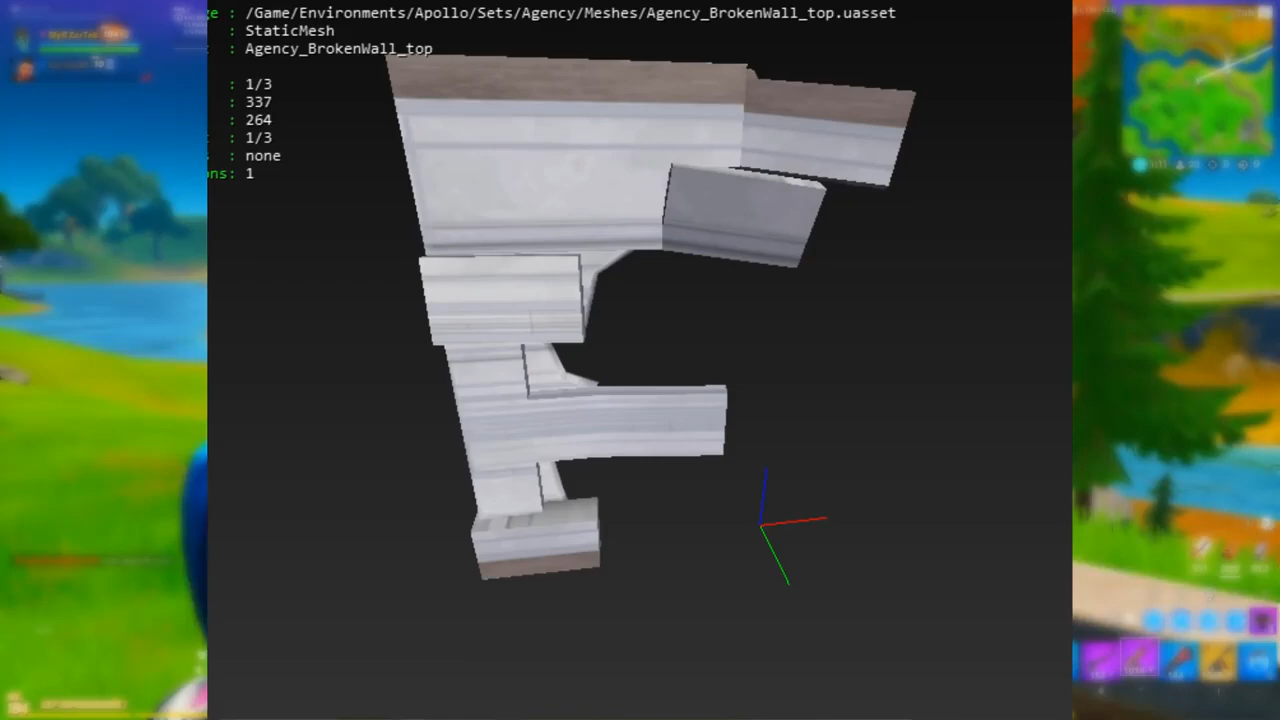 e : /Game/Environments/Apollo/Sets/Agency/Meshes/Agency_BrokenWall_top.uasset
: StaticMesh
: Agency_BrokenWall_top
: 1/3
: 337
: 264
: 1/3
: none
ns: 1